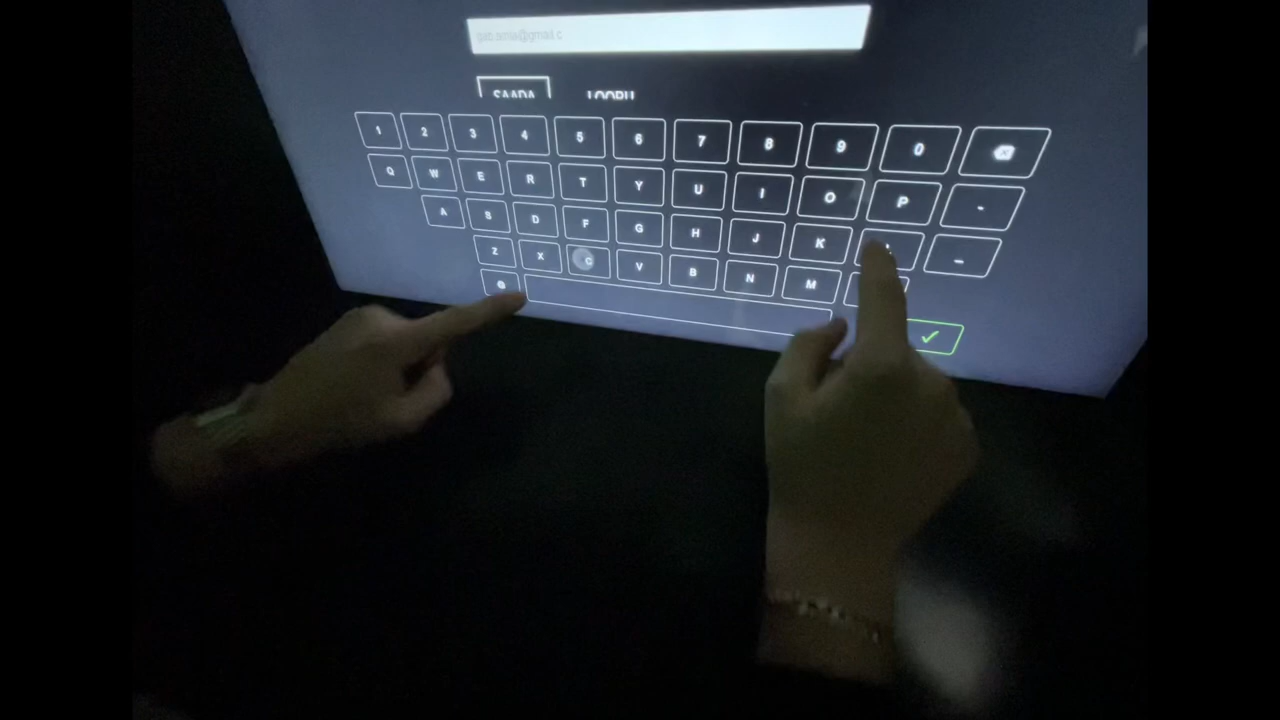 SAADA LOOBU
1 2 3 4 5 6 7 8 9 0
Q W E R T Y U I O P -
A S D F G H J K L _
Z X C V B N M
@